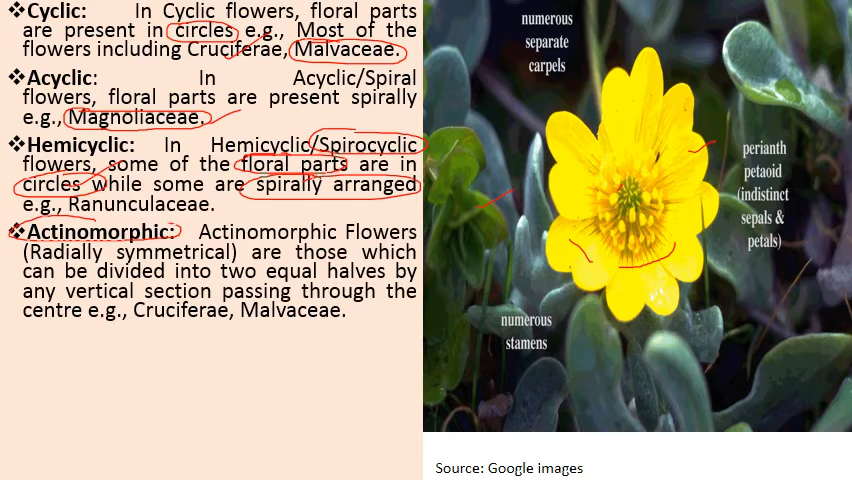 ❖Cyclic: In Cyclic flowers, floral parts
are present in circles e.g., Most of the
flowers including Cruciferae, Malvaceae.
❖Acyclic: In Acyclic/Spiral
flowers, floral parts are present spirally
e.g., Magnoliaceae.
❖Hemicyclic: In Hemicyclic/Spirocyclic
flowers, some of the floral parts are in
circles while some are spirally arranged
e.g., Ranunculaceae.
❖Actinomorphic: Actinomorphic Flowers
(Radially symmetrical) are those which
can be divided into two equal halves by
any vertical section passing through the
centre e.g., Cruciferae, Malvaceae.
numerous
separate
carpels
perianth
petaoid
(indistinct
sepals &
petals)
numerous
stamens
Source: Google images